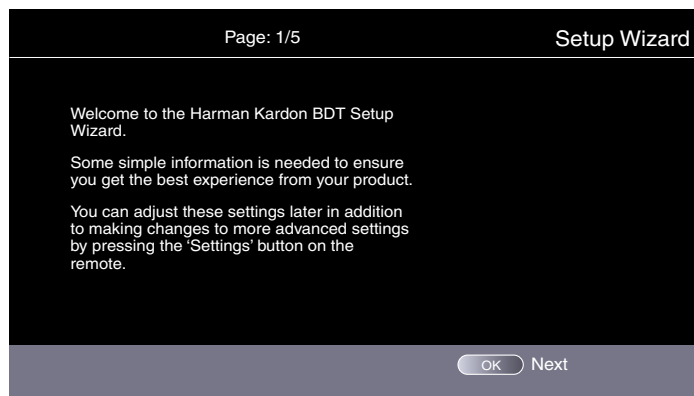 Page: 1/5
Setup Wizard
Welcome to the Harman Kardon BDT Setup
Wizard.
Some simple information is needed to ensure
you get the best experience from your product.
You can adjust these settings later in addition
to making changes to more advanced settings
by pressing the ‘Settings’ button on the
remote.
OK Next